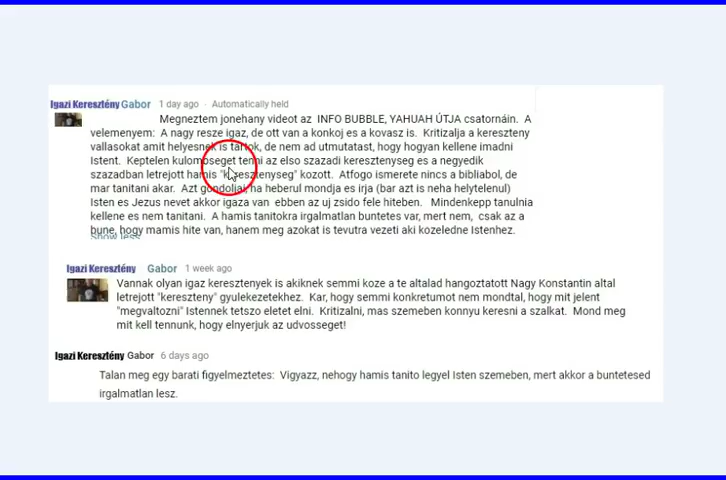 Igazi Keresztény Gabor 1 day ago · Automatically held
Megneztem jonehany videot az INFO BUBBLE, YAHUAH ÚTJA csatornáin. A
velemenyem: A nagy resze igaz, de ott van a konkoj es a kovasz is. Kritizalja a kereszteny
vallasokat amit helyesnek is tartok, de nem ad utmutatast, hogy hogyan kellene imadni
Istent. Keptelen kulombseget tenni az elso szazadi keresztenyseg es a negyedik
szazadban letrejott hamis "keresztenyseg" kozott. Atfogo ismerete nincs a bibliabol, de
mar tanitani akar. Azt gondolja, ha heberul mondja es irja (bar azt is neha helytelenul)
Isten es Jezus nevet akkor igaza van ebben az uj zsido fele hiteben. Mindenkepp tanulnia
kellene es nem tanitani. A hamis tanitokra irgalmatlan buntetes var, mert nem, csak az a
bune, hogy mamis hite van, hanem meg azokat is tevutra vezeti aki kozeledne Istenhez.
Show less
Igazi Keresztény Gabor 1 week ago
Vannak olyan igaz keresztenyek is akiknek semmi koze a te altalad hangoztatott Nagy Konstantin altal
letrejott "kereszteny" gyulekezetekhez. Kar, hogy semmi konkretumot nem mondtal, hogy mit jelent
"megvaltozni" Istennek tetszo eletet elni. Kritizalni, mas szemeben konnyu keresni a szalkat. Mond meg
mit kell tennunk, hogy elnyerjuk az udvosseget!
Igazi Keresztény Gabor 6 days ago
Talan meg egy barati figyelmeztetes: Vigyazz, nehogy hamis tanito legyel Isten szemeben, mert akkor a buntetesed
irgalmatlan lesz.